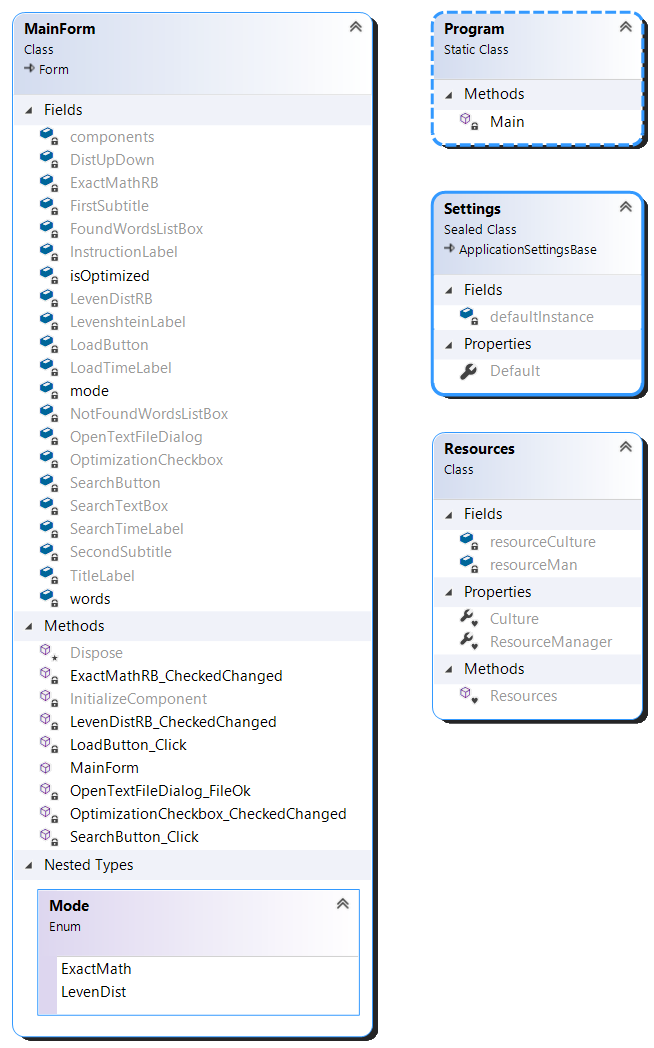 MainForm
Class
Form
Fields
components
DistUpDown
ExactMathRB
FirstSubtitle
FoundWordsListBox
InstructionLabel
isOptimized
LevenDistRB
LevenshteinLabel
LoadButton
LoadTimeLabel
mode
NotFoundWordsListBox
OpenTextFileDialog
OptimizationCheckbox
SearchButton
SearchTextBox
SearchTimeLabel
SecondSubtitle
TitleLabel
words
Methods
Dispose
ExactMathRB_CheckedChanged
InitializeComponent
LevenDistRB_CheckedChanged
LoadButton_Click
MainForm
OpenTextFileDialog_FileOk
OptimizationCheckbox_CheckedChanged
SearchButton_Click
Nested Types
Mode
Enum
ExactMath
LevenDist
Program
Static Class
Methods
Main
Settings
Sealed Class
ApplicationSettingsBase
Fields
defaultInstance
Properties
Default
Resources
Class
Fields
resourceCulture
resourceMan
Properties
Culture
ResourceManager
Methods
Resources